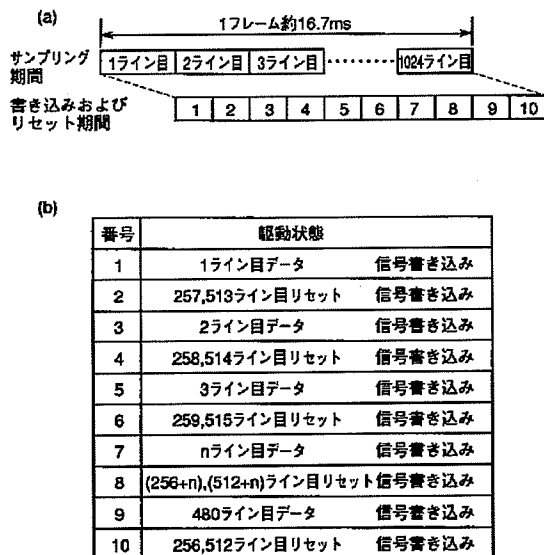 (a)
1フレーム約16.7ms
サンプリング
期間
1ライン目 2ライン目 3ライン目 ········· 1024ライン目
書き込みおよび
リセット期間
1 2 3 4 5 6 7 8 9 10
(b)
番号 駆動状態
1 1ライン目データ 信号書き込み
2 257,513ライン目リセット 信号書き込み
3 2ライン目データ 信号書き込み
4 258,514ライン目リセット 信号書き込み
5 3ライン目データ 信号書き込み
6 259,515ライン目リセット 信号書き込み
7 nライン目データ 信号書き込み
8 (256+n),(512+n)ライン目リセット信号書き込み
9 480ライン目データ 信号書き込み
10 256,512ライン目リセット 信号書き込み